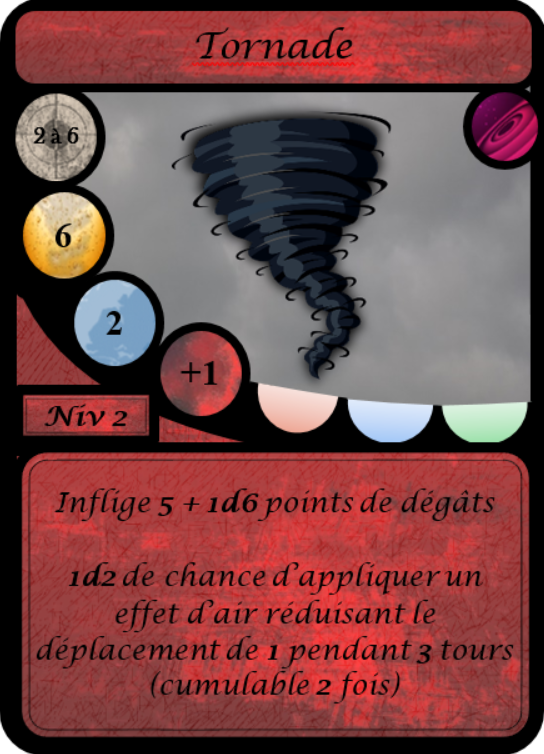 Tornade
2 à 6
6
2
+1
Niv 2
Inflige 5 + 1d6 points de dégâts
1d2 de chance d'appliquer un
effet d'air réduisant le
déplacement de 1 pendant 3 tours
(cumulable 2 fois)